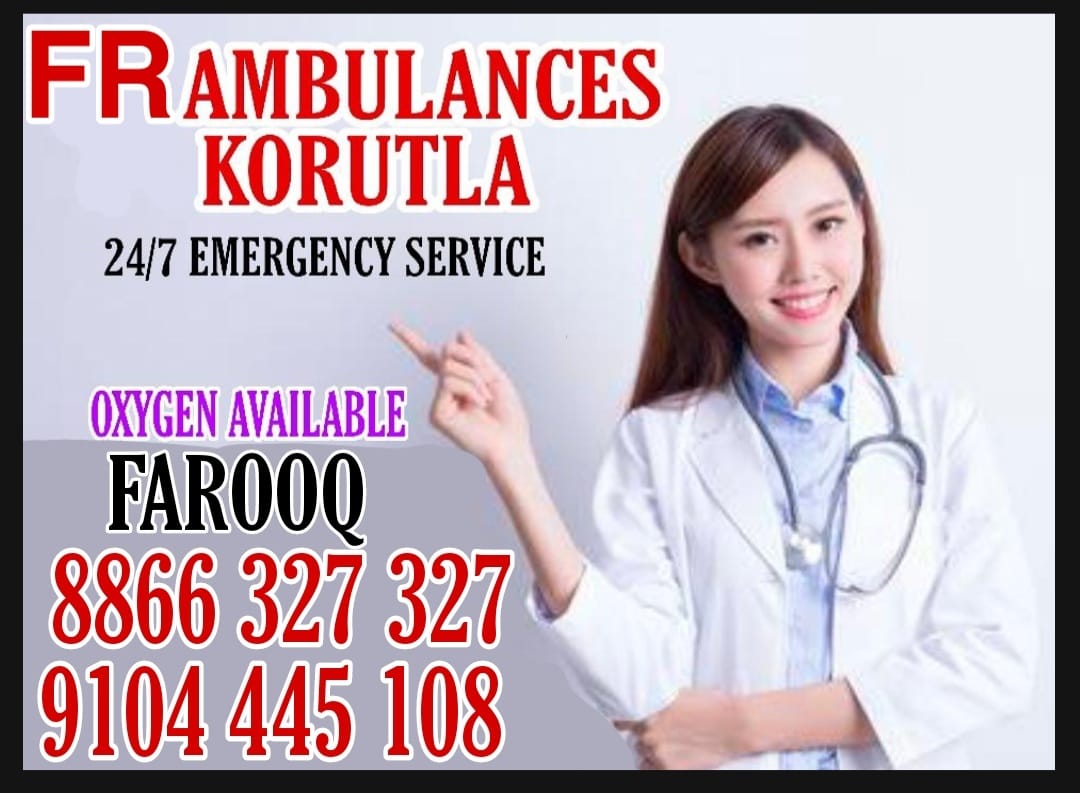 FR AMBULANCES
KORUTLA
24/7 EMERGENCY SERVICE
OXYGEN AVAILABLE
FAROOQ
8866 327 327
9104 445 108